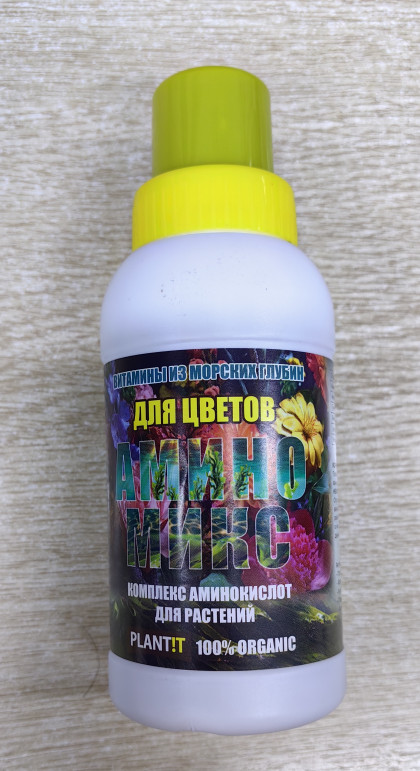 ВИТАМИНЫ ИЗ МОРСКИХ ГЛУБИН
ДЛЯ ЦВЕТОВ
АМИНО
МИКС
КОМПЛЕКС АМИНОКИСЛОТ
ДЛЯ РАСТЕНИЙ
PLANT!T 100% ORGANIC